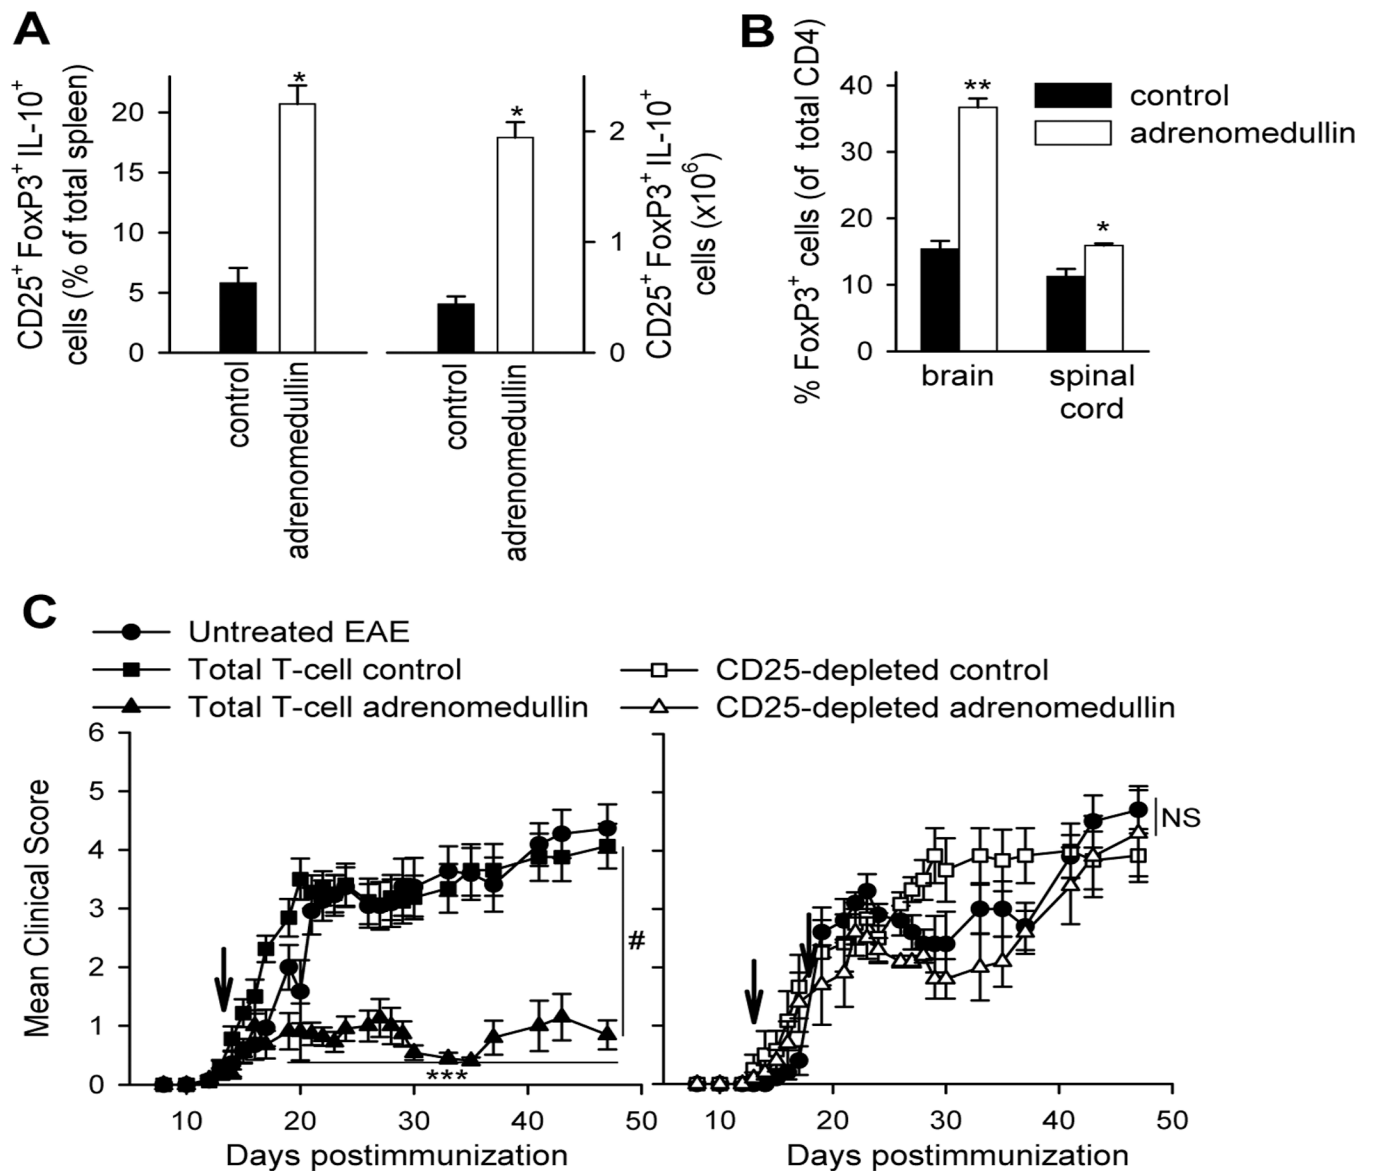 A
CD25+ FoxP3+ IL-10+
cells (% of total spleen)
20
15
10
5
0
*
*
control
adrenomedullin
control
adrenomedullin
2
1
0
CD25+ FoxP3+ IL-10+
cells (x106)
B
% FoxP3+ cells (of total CD4)
40
30
20
10
0
**
*
brain
spinal
cord
control
adrenomedullin
C
Untreated EAE
Total T-cell control
Total T-cell adrenomedullin
CD25-depleted control
CD25-depleted adrenomedullin
Mean Clinical Score
6
5
4
3
2
1
0
#
***
NS
10 20 30 40 50
10 20 30 40 50
Days postimmunization
Days postimmunization